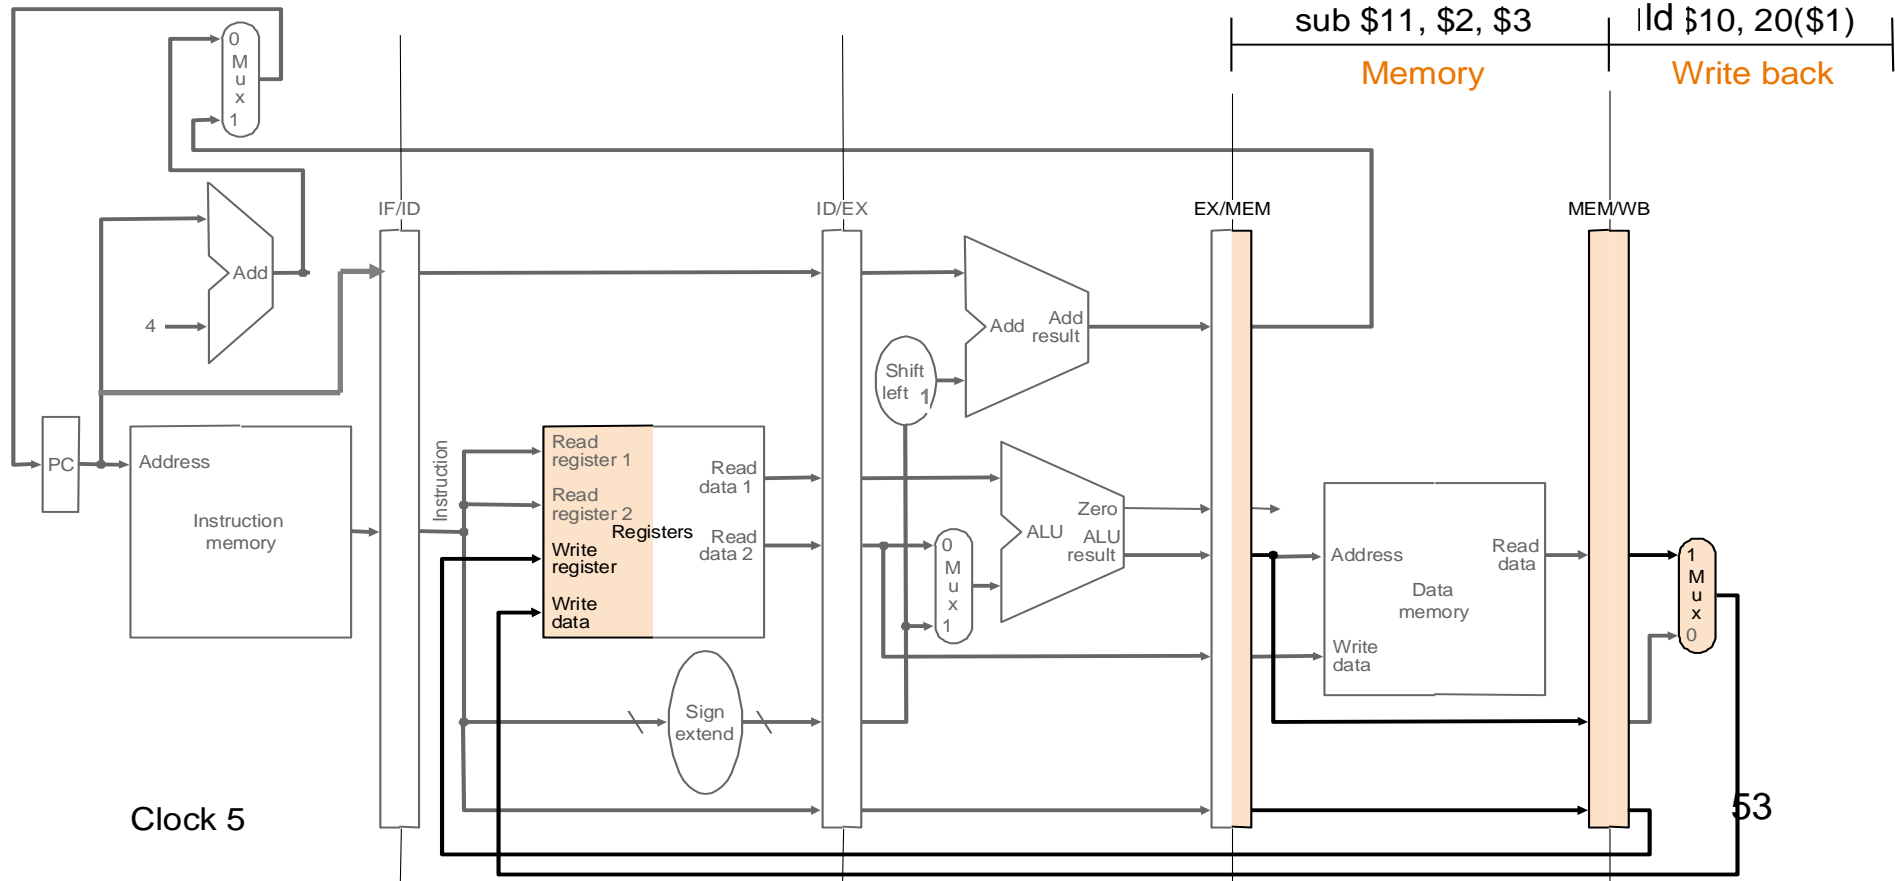 sub $11, $2, $3
ld $10, 20($1)
Memory
Write back
0
M
u
x
1
IF/ID
ID/EX
EX/MEM
MEM/WB
Add
4
Add
Add
result
Shift
left 1
PC
Address
Instruction
memory
Instruction
Read
register 1
Read
register 2
Registers
Write
register
Write
data
Read
data 1
Read
data 2
0
M
u
x
1
Zero
ALU
ALU
result
Address
Read
data
Data
memory
Write
data
1
M
u
x
0
Sign
extend
Clock 5
53